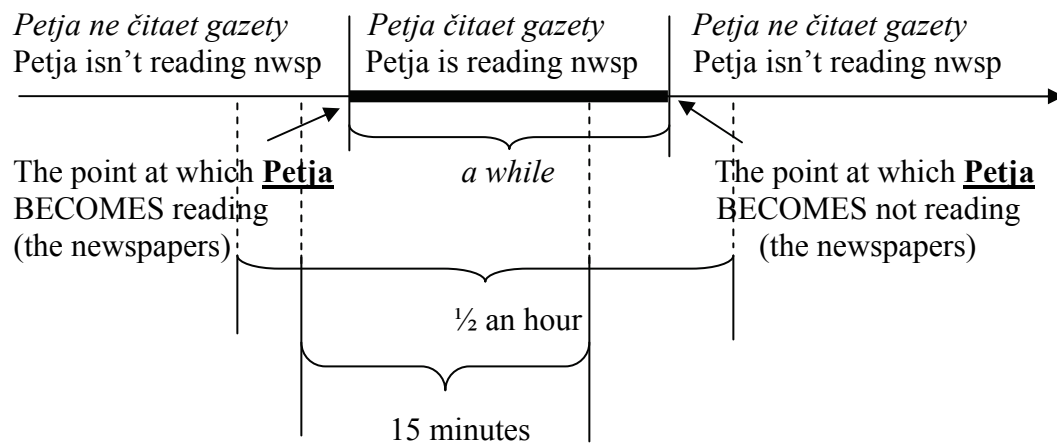 Petja ne čitaet gazety Petja čitaet gazety Petja ne čitaet gazety
Petja isn’t reading nwsp Petja is reading nwsp Petja isn’t reading nwsp
The point at which Petja
BECOMES reading
(the newspapers)
a while
The point at which Petja
BECOMES not reading
(the newspapers)
½ an hour
15 minutes